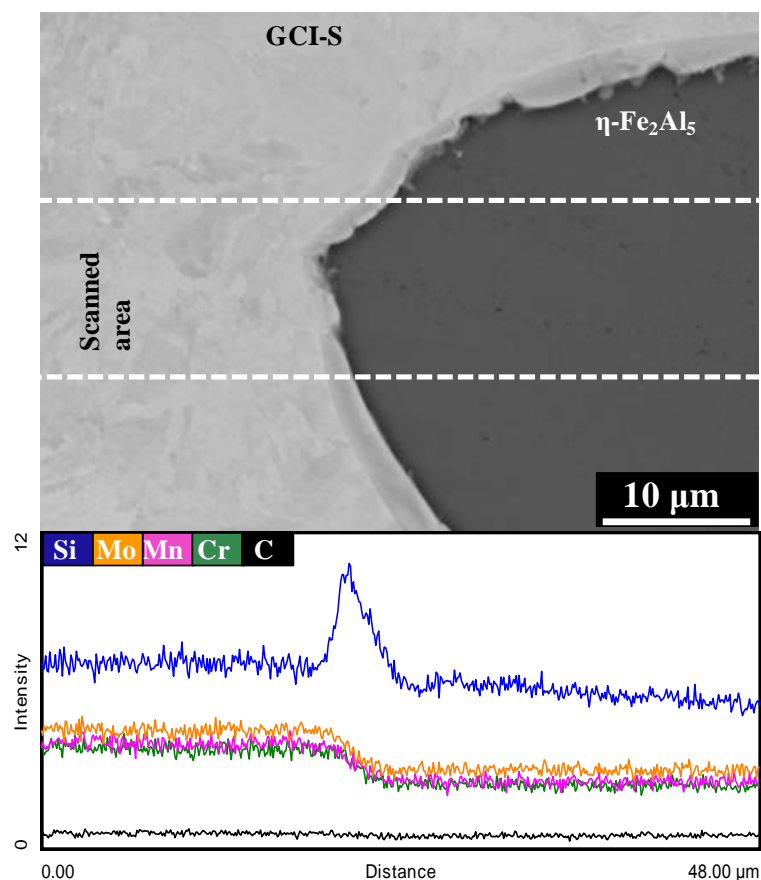 GCI-S
η-Fe₂Al₅
Scanned
area
10 µm
Si Mo Mn Cr C
12
Intensity
0
0.00 Distance 48.00 µm